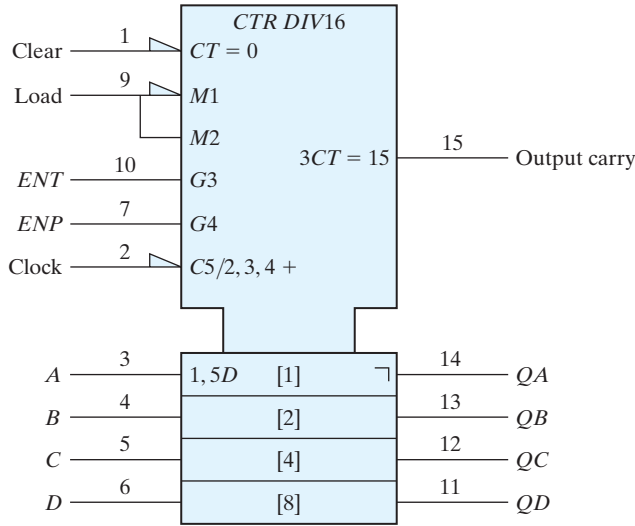 CTR DIV16
Clear 1 CT = 0
Load 9 M1
M2
3CT = 15 15 Output carry
ENT 10 G3
ENP 7 G4
Clock 2 C5/2, 3, 4 +
A 3 1, 5D [1] ¬ 14 QA
B 4 [2] 13 QB
C 5 [4] 12 QC
D 6 [8] 11 QD